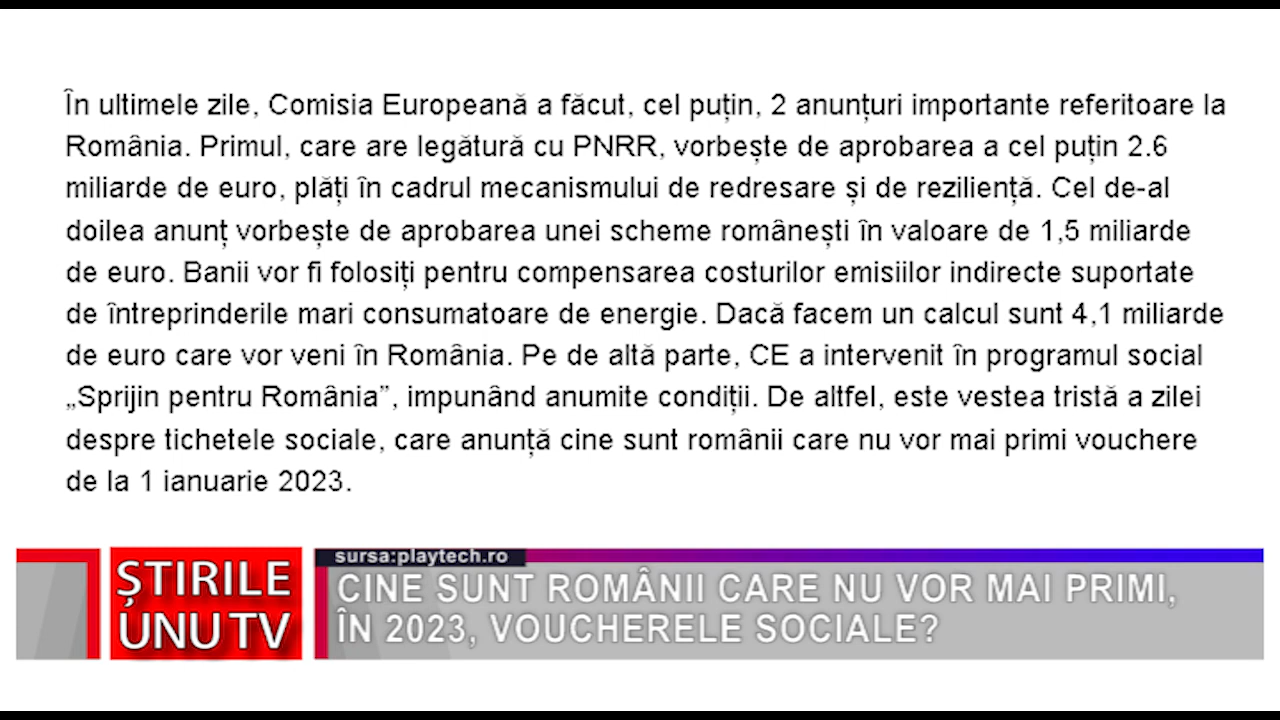 În ultimele zile, Comisia Europeană a făcut, cel puțin, 2 anunțuri importante referitoare la
România. Primul, care are legătură cu PNRR, vorbește de aprobarea a cel puțin 2.6
miliarde de euro, plăți în cadrul mecanismului de redresare și de reziliență. Cel de-al
doilea anunț vorbește de aprobarea unei scheme românești în valoare de 1,5 miliarde
de euro. Banii vor fi folosiți pentru compensarea costurilor emisiilor indirecte suportate
de întreprinderile mari consumatoare de energie. Dacă facem un calcul sunt 4,1 miliarde
de euro care vor veni în România. Pe de altă parte, CE a intervenit în programul social
„Sprijin pentru România”, impunând anumite condiții. De altfel, este vestea tristă a zilei
despre tichetele sociale, care anunță cine sunt românii care nu vor mai primi vouchere
de la 1 ianuarie 2023.
sursa:playtech.ro
ȘTIRILE
UNU TV
CINE SUNT ROMÂNII CARE NU VOR MAI PRIMI,
ÎN 2023, VOUCHERELE SOCIALE?